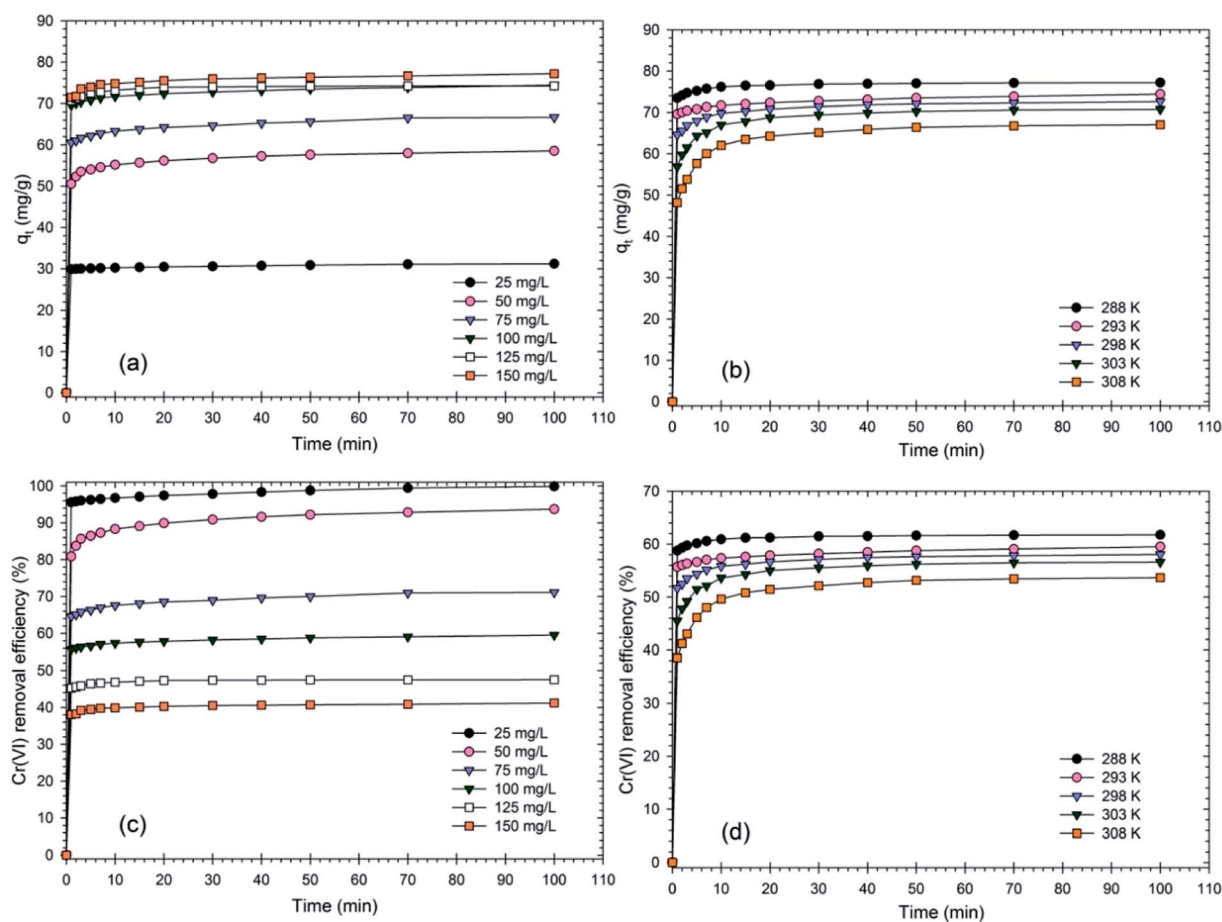 90
80
70
60
50
40
30
20
10
0
qt (mg/g)
25 mg/L
50 mg/L
75 mg/L
100 mg/L
125 mg/L
150 mg/L
(a)
0 10 20 30 40 50 60 70 80 90 100 110
Time (min)
90
80
70
60
50
40
30
20
10
0
qt (mg/g)
288 K
293 K
298 K
303 K
308 K
(b)
0 10 20 30 40 50 60 70 80 90 100 110
Time (min)
100
90
80
70
60
50
40
30
20
10
0
Cr(VI) removal efficiency (%)
25 mg/L
50 mg/L
75 mg/L
100 mg/L
125 mg/L
150 mg/L
(c)
0 10 20 30 40 50 60 70 80 90 100 110
Time (min)
70
60
50
40
30
20
10
0
Cr(VI) removal efficiency (%)
288 K
293 K
298 K
303 K
308 K
(d)
0 10 20 30 40 50 60 70 80 90 100 110
Time (min)